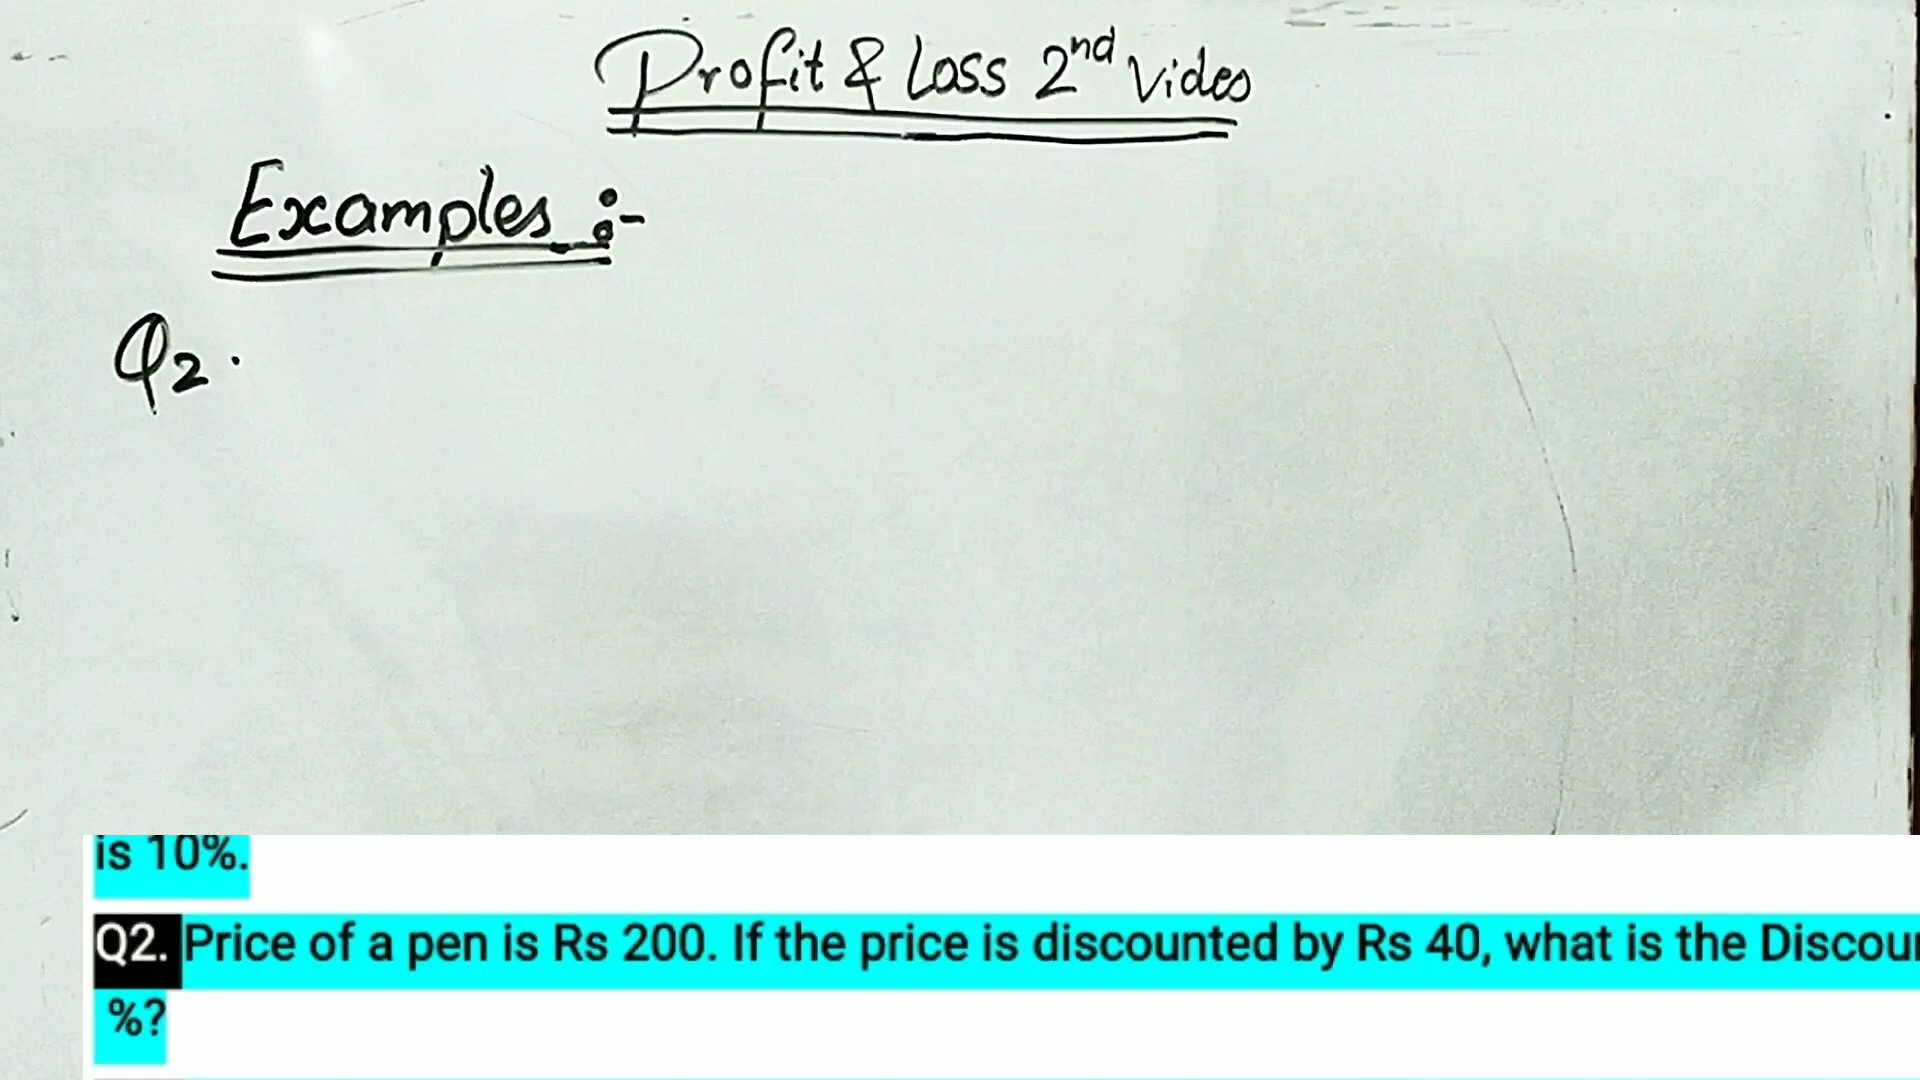 Profit & Loss 2nd Video
Examples :-
Q2.
is 10%.
Q2. Price of a pen is Rs 200. If the price is discounted by Rs 40, what is the
%?